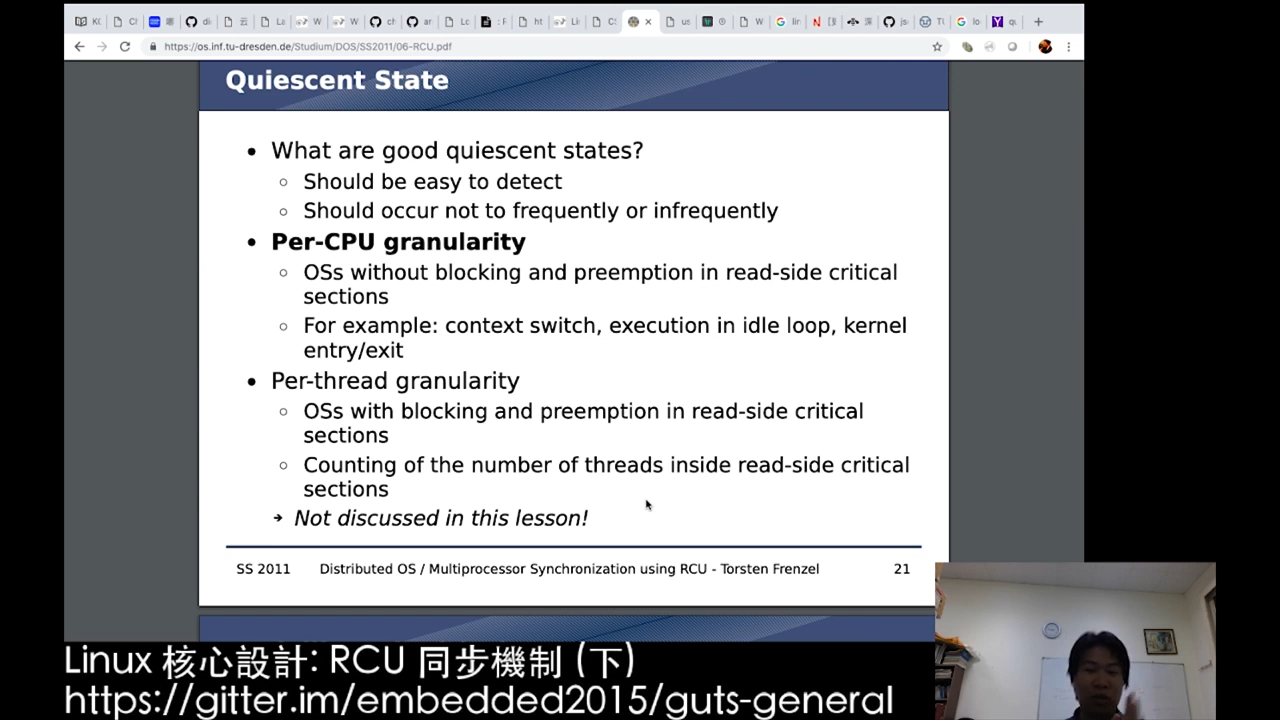 https://os.inf.tu-dresden.de/Studium/DOS/SS2011/06-RCU.pdf
Quiescent State
• What are good quiescent states?
○ Should be easy to detect
○ Should occur not to frequently or infrequently
• Per-CPU granularity
○ OSs without blocking and preemption in read-side critical
sections
○ For example: context switch, execution in idle loop, kernel
entry/exit
• Per-thread granularity
○ OSs with blocking and preemption in read-side critical
sections
○ Counting of the number of threads inside read-side critical
sections
→ Not discussed in this lesson!
SS 2011 Distributed OS / Multiprocessor Synchronization using RCU - Torsten Frenzel 21
Linux 核心設計: RCU 同步機制 (下)
https://gitter.im/embedded2015/guts-general